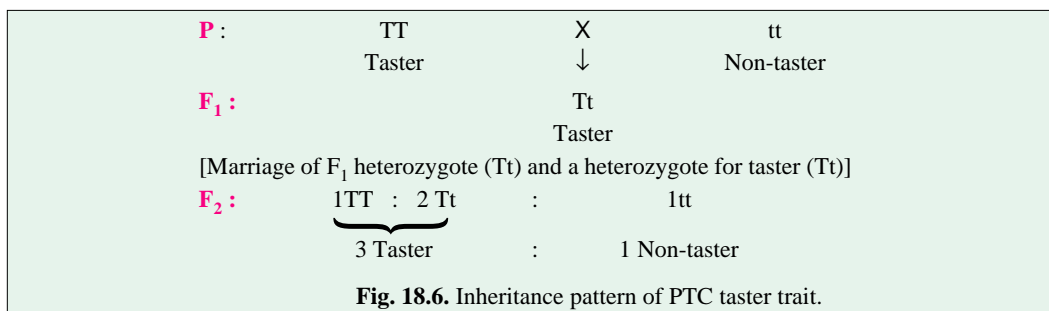 P : TT X tt
Taster ↓ Non-taster
F₁ : Tt
Taster
[Marriage of F₁ heterozygote (Tt) and a heterozygote for taster (Tt)]
F₂ : 1TT : 2 Tt : 1tt
3 Taster : 1 Non-taster
Fig. 18.6. Inheritance pattern of PTC taster trait.